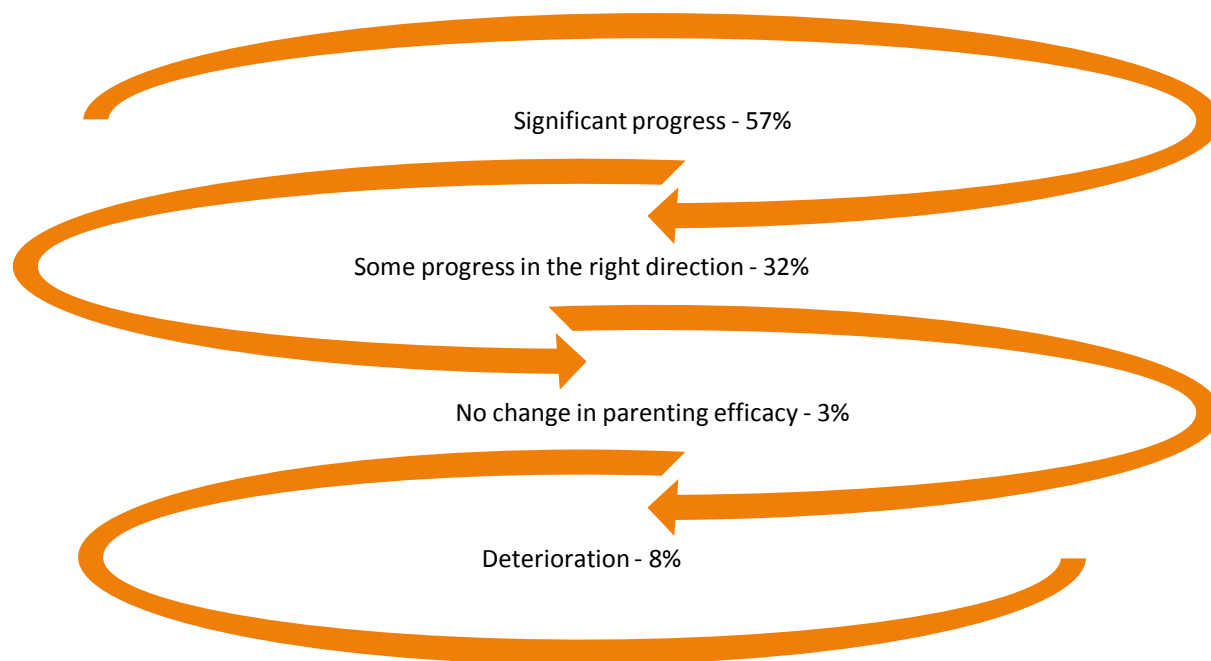 Significant progress - 57%
Some progress in the right direction - 32%
No change in parenting efficacy - 3%
Deterioration - 8%